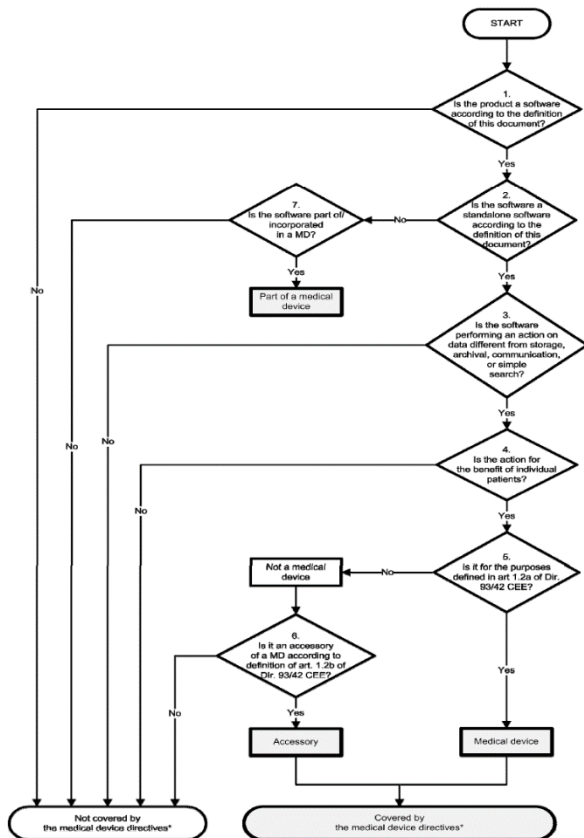 START
1.
Is the product a software
according to the definition
of this document?
Yes
2.
Is the software a
standalone software
according to the
definition of this
document?
No
7.
Is the software part of/
incorporated
in a MD?
Yes
Part of a medical
device
Yes
3.
Is the software
performing an action on
data different from storage,
archival, communication,
or simple
search?
No
No
No
Yes
4.
Is the action for
the benefit of individual
patients?
No
Yes
5.
Is it for the purposes
defined in art 1.2a of Dir.
93/42 CEE?
No
Not a medical
device
6.
Is it an accessory
of a MD according to
definition of art. 1.2b of
Dir. 93/42 CEE?
Yes
No
Yes
Accessory
Medical device
Not covered by
the medical device directives*
Covered by
the medical device directives*